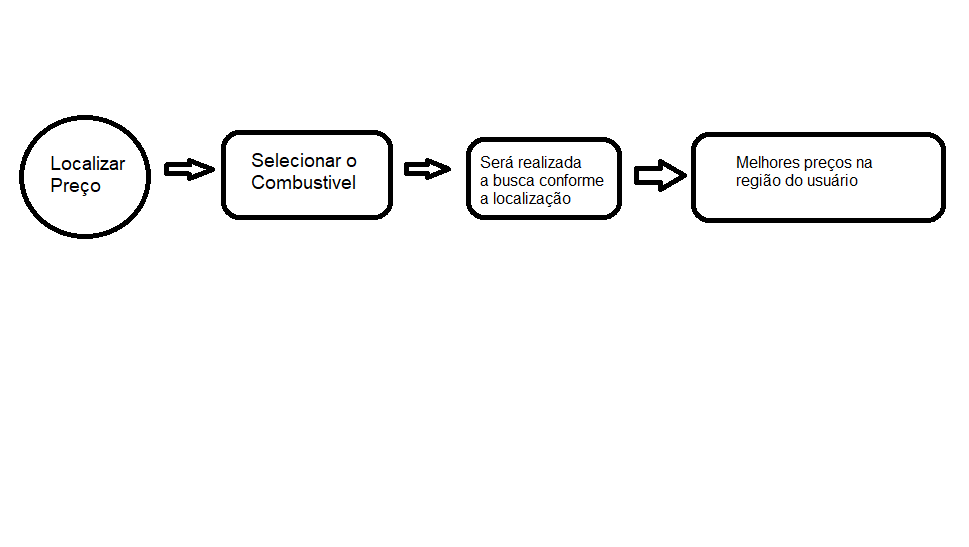 Localizar
Preço
Selecionar o
Combustivel
Será realizada
a busca conforme
a localização
Melhores preços na
região do usuário